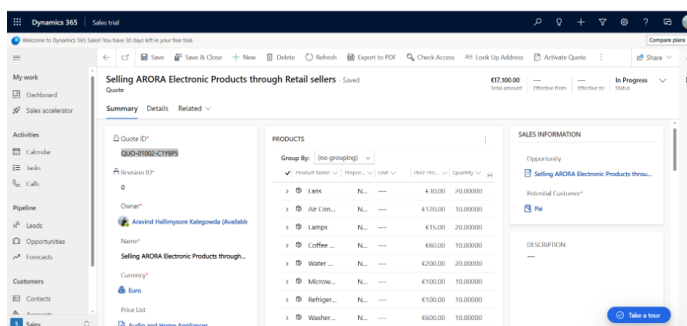 Dynamics 365 Sales trial
Welcome to Dynamics 365 Sales! You have 30 days left in your free trial.
Compare plans
Save Save & Close New Delete Refresh Export to PDF Check Access Look Up Address Activate Quote Share
My work
Dashboard
Sales accelerator
Activities
Calendar
Tasks
Calls
Pipeline
Leads
Opportunities
Forecasts
Customers
Contacts
Accounts
Sales
Selling ARORA Electronic Products through Retail sellers - Saved
Quote
€17,100.00 --- --- In Progress
Total amount Effective from Effective to Status
Summary Details Related
Quote ID*
QUO-01002-C1Y8P5
Revision ID*
0
Owner*
Aravind Hallimysore Kalegowda (Available
Name*
Selling ARORA Electronic Products through...
Currency*
Euro
Price List
Audio and Home Appliances
PRODUCTS
Group By: (no grouping)
Product Name Proper... Unit Price Per... Quantity
Fans N... --- €30.00 20.00000
Air Con... N... --- €120.00 10.00000
Lamps N... --- €15.00 20.00000
Coffee ... N... --- €60.00 10.00000
Water ... N... --- €200.00 20.00000
Microw... N... --- €100.00 10.00000
Refriger... N... --- €100.00 10.00000
Washer... N... --- €600.00 10.00000
SALES INFORMATION
Opportunity
Selling ARORA Electronic Products throu...
Potential Customer*
Pai
DESCRIPTION
---
Take a tour